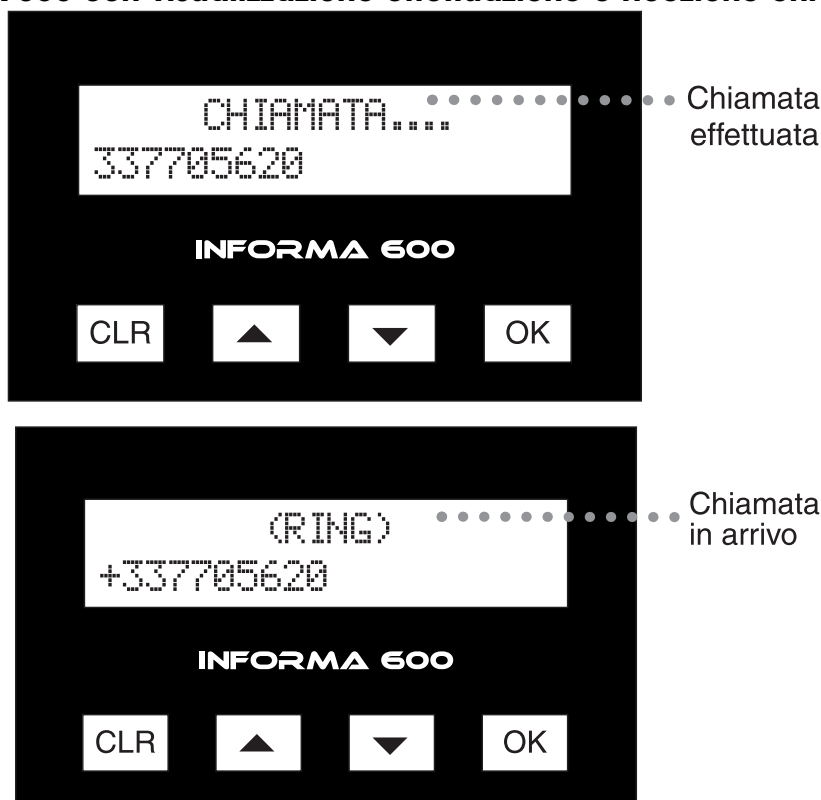 CHIAMATA....
Chiamata
effettuata
337705620
INFORMA 600
CLR
OK
(RING)
Chiamata
in arrivo
+337705620
INFORMA 600
CLR
OK